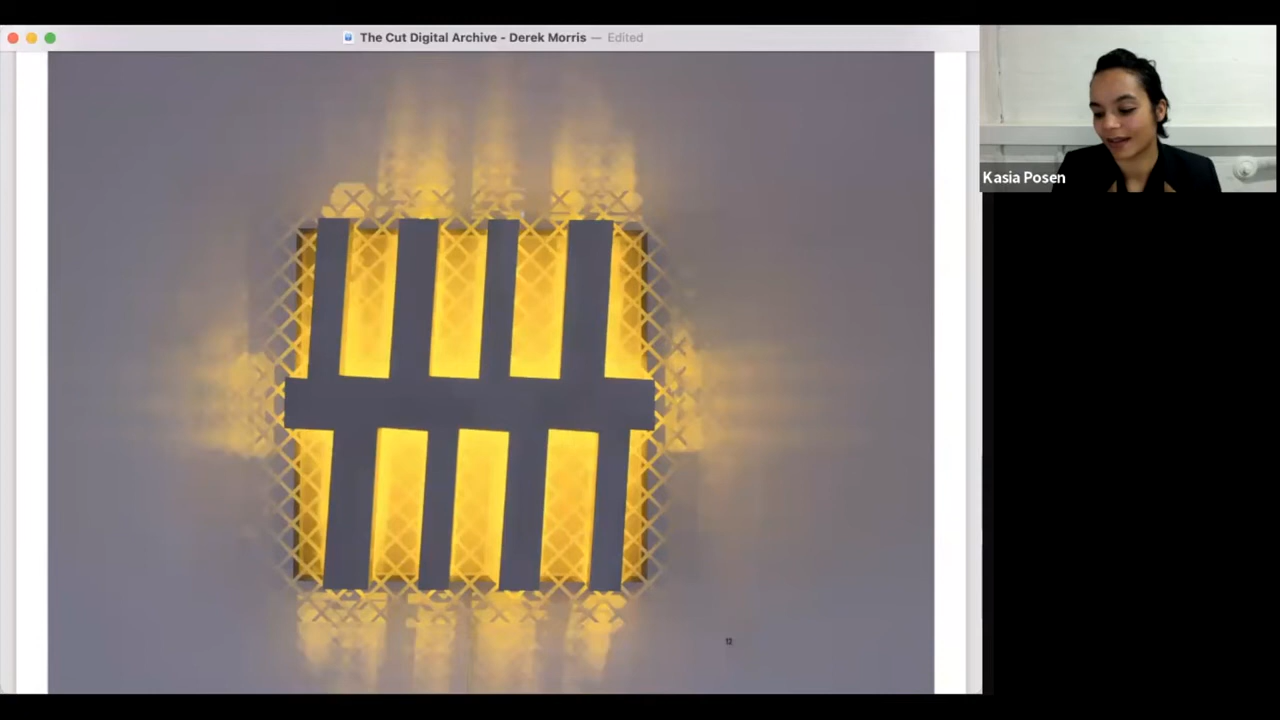 The Cut Digital Archive - Derek Morris — Edited
Kasia Posen
12